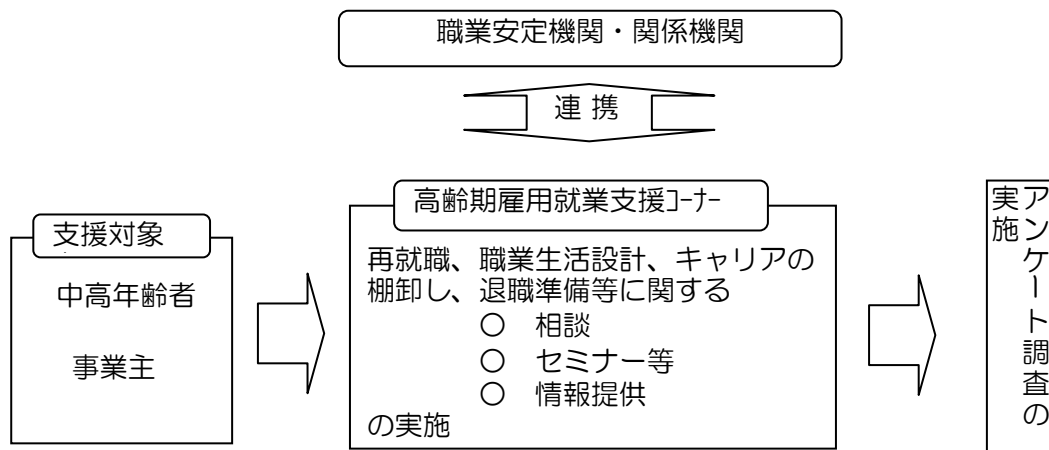 職業安定機関・関係機関
連 携
高齢期雇用就業支援ｺｰﾅｰ
支援対象
中高年齢者
事業主
再就職、職業生活設計、キャリアの
棚卸し、退職準備等に関する
○ 相談
○ セミナー等
○ 情報提供
の実施
アンケート調査の
実施